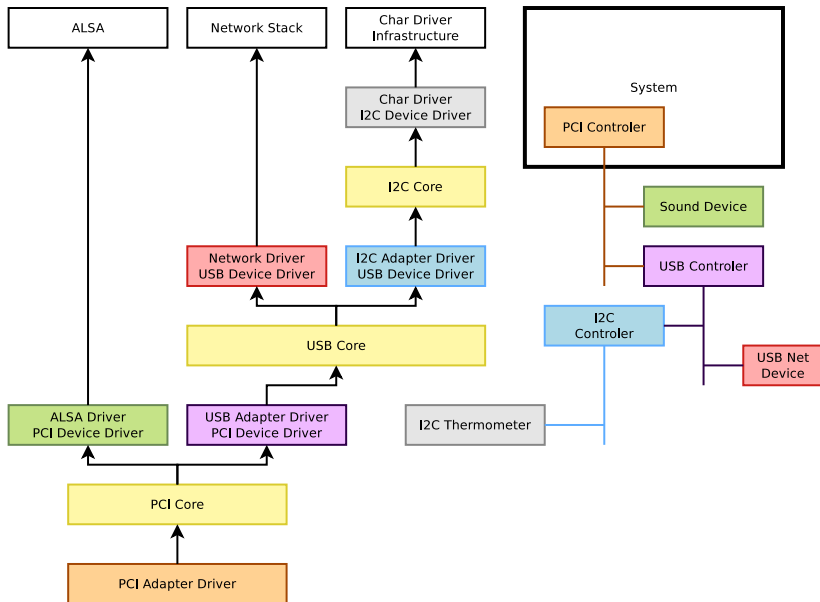 ALSA
Network Stack
Char Driver
Infrastructure
System
Char Driver
I2C Device Driver
PCI Controler
I2C Core
Sound Device
Network Driver
USB Device Driver
I2C Adapter Driver
USB Device Driver
USB Controler
I2C
Controler
USB Core
USB Net
Device
ALSA Driver
PCI Device Driver
USB Adapter Driver
PCI Device Driver
I2C Thermometer
PCI Core
PCI Adapter Driver